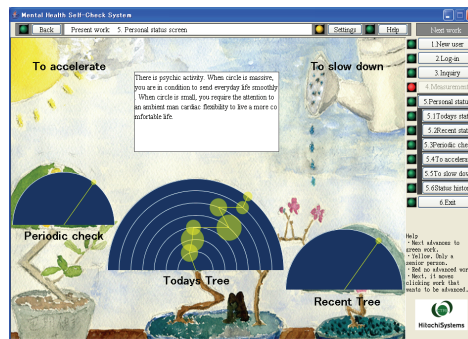 Mental Health Self-Check System
Back
Present work 5. Personal status screen
Settings
Help
Next work
To accelerate
To slow down
There is psychic activity. When circle is massive,
you are in condition to send everyday life smoothly
. When circle is small, you require the attention to
an ambient man cardiac flexibility to live a more co
mfortable life.
1.New user
2.Log-in
3.Inquiry
4.Measurement
5.Personal status
5.1Todays stat
5.2Recent stat
5.3Periodic chec
5.4To accelera
5.5To slow dow
5.6Status histor
6.Exit
Periodic check
Todays Tree
Recent Tree
Help
・Next advances to
green work.
・Yellow. Only a
senior person.
・Red no advanced wor
・Next, it moves
clicking work that
wants to be advanced.
HitachiSystems